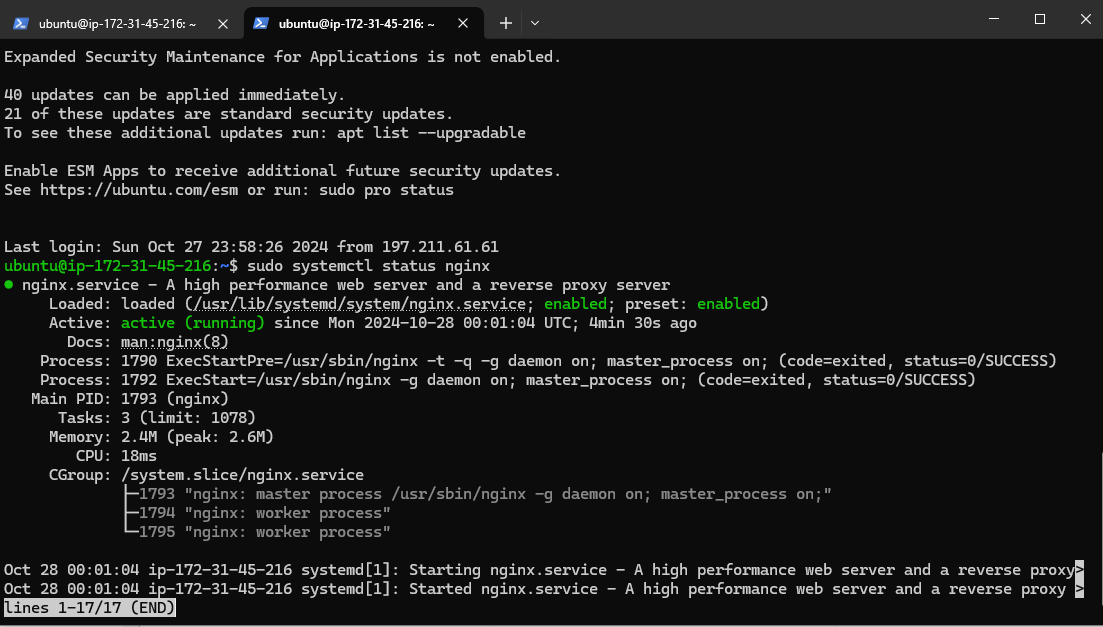 ubuntu@ip-172-31-45-216: ~
ubuntu@ip-172-31-45-216: ~
Expanded Security Maintenance for Applications is not enabled.
40 updates can be applied immediately.
21 of these updates are standard security updates.
To see these additional updates run: apt list --upgradable
Enable ESM Apps to receive additional future security updates.
See https://ubuntu.com/esm or run: sudo pro status
Last login: Sun Oct 27 23:58:26 2024 from 197.211.61.61
ubuntu@ip-172-31-45-216:~$ sudo systemctl status nginx
● nginx.service - A high performance web server and a reverse proxy server
     Loaded: loaded (/usr/lib/systemd/system/nginx.service; enabled; preset: enabled)
     Active: active (running) since Mon 2024-10-28 00:01:04 UTC; 4min 30s ago
       Docs: man:nginx(8)
    Process: 1790 ExecStartPre=/usr/sbin/nginx -t -q -g daemon on; master_process on; (code=exited, status=0/SUCCESS)
    Process: 1792 ExecStart=/usr/sbin/nginx -g daemon on; master_process on; (code=exited, status=0/SUCCESS)
   Main PID: 1793 (nginx)
      Tasks: 3 (limit: 1078)
     Memory: 2.4M (peak: 2.6M)
        CPU: 18ms
     CGroup: /system.slice/nginx.service
             ├─1793 "nginx: master process /usr/sbin/nginx -g daemon on; master_process on;"
             ├─1794 "nginx: worker process"
             └─1795 "nginx: worker process"
Oct 28 00:01:04 ip-172-31-45-216 systemd[1]: Starting nginx.service - A high performance web server and a reverse proxy>
Oct 28 00:01:04 ip-172-31-45-216 systemd[1]: Started nginx.service - A high performance web server and a reverse proxy >
lines 1-17/17 (END)